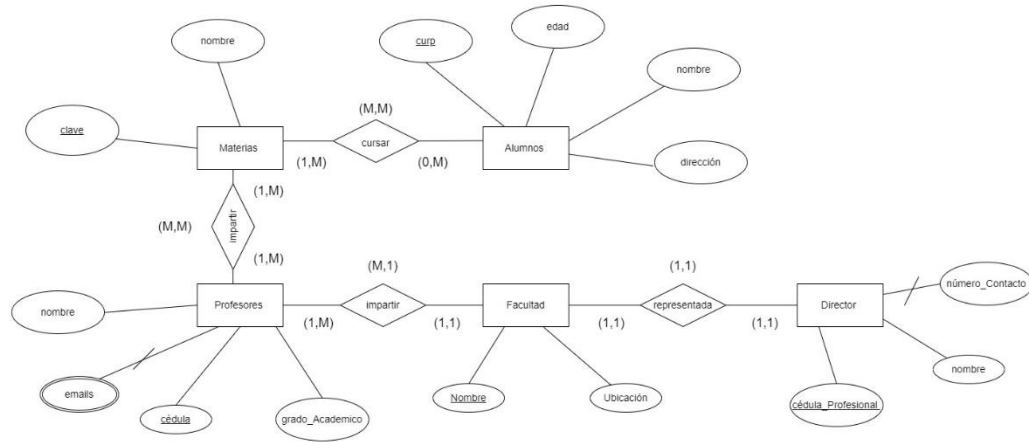 edad
curp
nombre
nombre
(M,M)
clave
Materias
cursar
Alumnos
(1,M)
(0,M)
dirección
(1,M)
(M,M)
impartir
(1,M)
(M,1)
(1,1)
número_Contacto
nombre
Profesores
impartir
Facultad
representada
Director
(1,M)
(1,1)
(1,1)
(1,1)
nombre
emails
Nombre
Ubicación
cédula
grado_Academico
cédula_Profesional